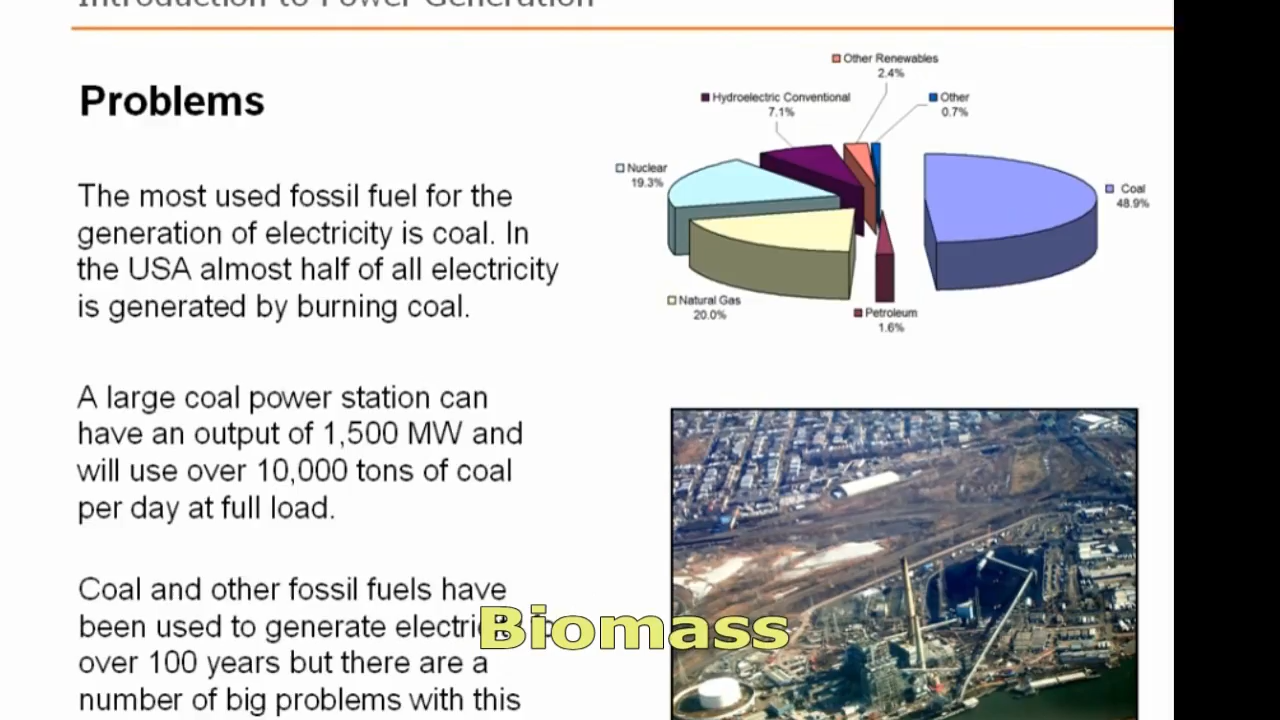 Introduction to Power Generation
Problems
The most used fossil fuel for the
generation of electricity is coal. In
the USA almost half of all electricity
is generated by burning coal.
A large coal power station can
have an output of 1,500 MW and
will use over 10,000 tons of coal
per day at full load.
Coal and other fossil fuels have
been used to generate
over 100 years but there are a
number of big problems with this
Other Renewables
2.4%
Hydroelectric Conventional
7.1%
Other
0.7%
Nuclear
19.3%
Coal
48.9%
Natural Gas
20.0%
Petroleum
1.6%
Biomass